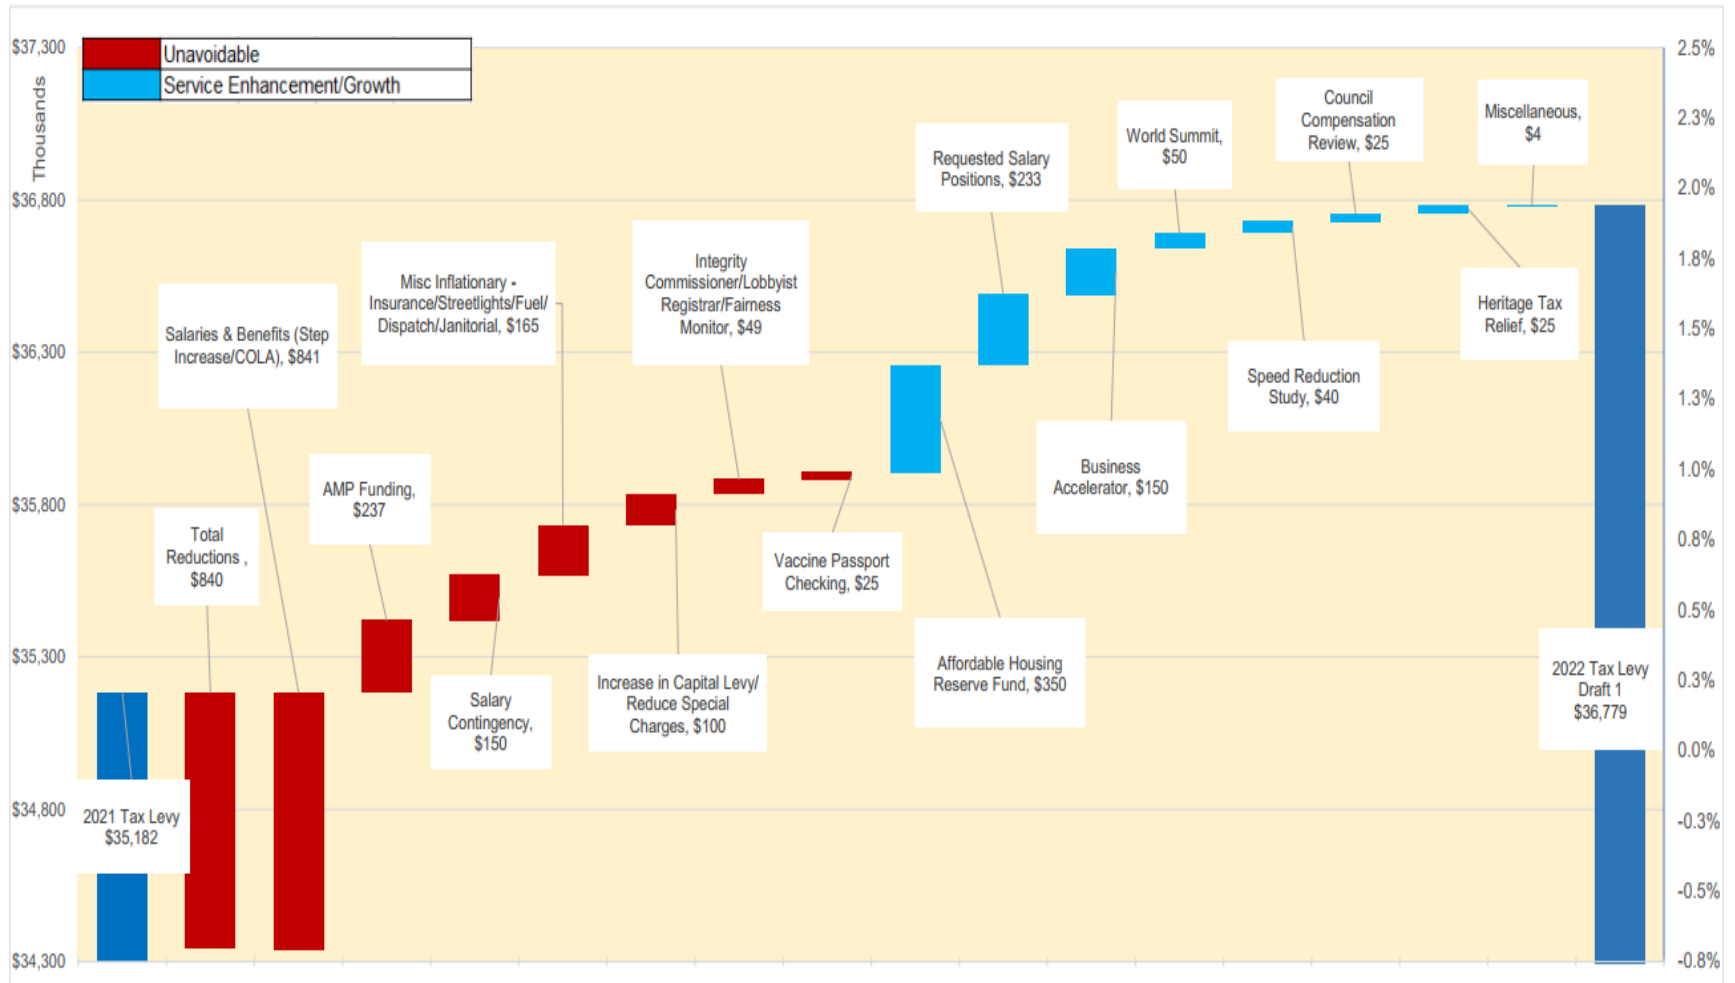 Unavoidable
Service Enhancement/Growth
Thousands
$37,300
$36,800
$36,300
$35,800
$35,300
$34,800
$34,300
2021 Tax Levy
$35,182
Total
Reductions ,
$840
Salaries & Benefits (Step
Increase/COLA), $841
AMP Funding,
$237
Salary
Contingency,
$150
Misc Inflationary -
Insurance/Streetlights/Fuel/
Dispatch/Janitorial, $165
Increase in Capital Levy/
Reduce Special
Charges, $100
Integrity
Commissioner/Lobbyist
Registrar/Fairness
Monitor, $49
Vaccine Passport
Checking, $25
Affordable Housing
Reserve Fund, $350
Requested Salary
Positions, $233
Business
Accelerator, $150
World Summit,
$50
Speed Reduction
Study, $40
Council
Compensation
Review, $25
Heritage Tax
Relief, $25
Miscellaneous,
$4
2022 Tax Levy
Draft 1
$36,779
2.5%
2.3%
2.0%
1.8%
1.5%
1.3%
1.0%
0.8%
0.5%
0.3%
0.0%
-0.3%
-0.5%
-0.8%